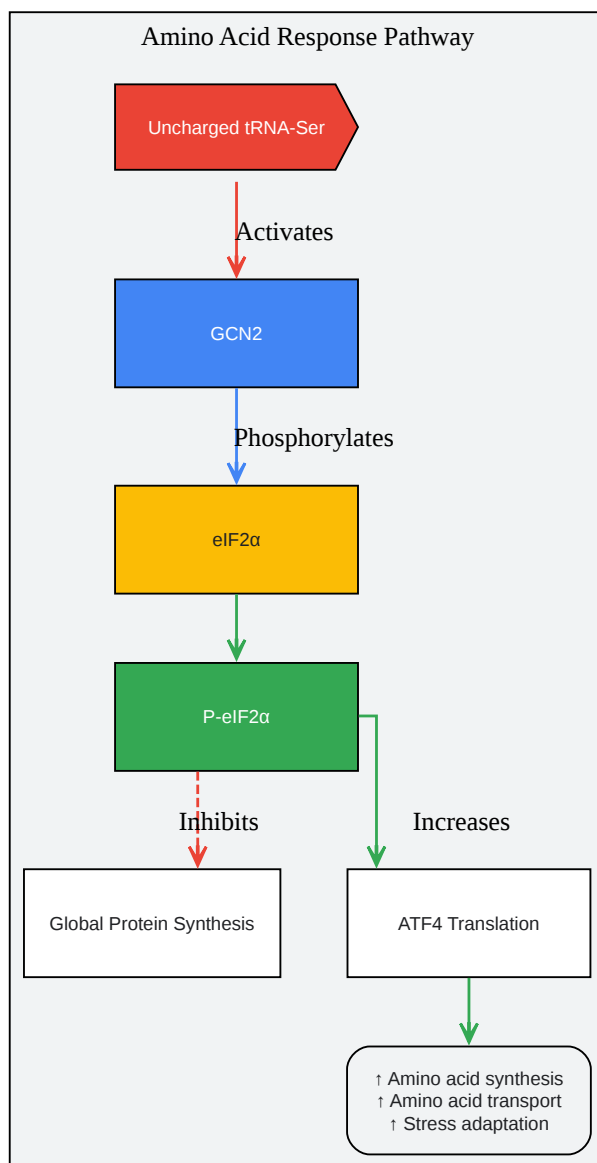 Amino Acid Response Pathway
Uncharged tRNA-Ser
Activates
GCN2
Phosphorylates
eIF2α
P-eIF2α
Inhibits
Increases
Global Protein Synthesis
ATF4 Translation
↑ Amino acid synthesis
↑ Amino acid transport
↑ Stress adaptation